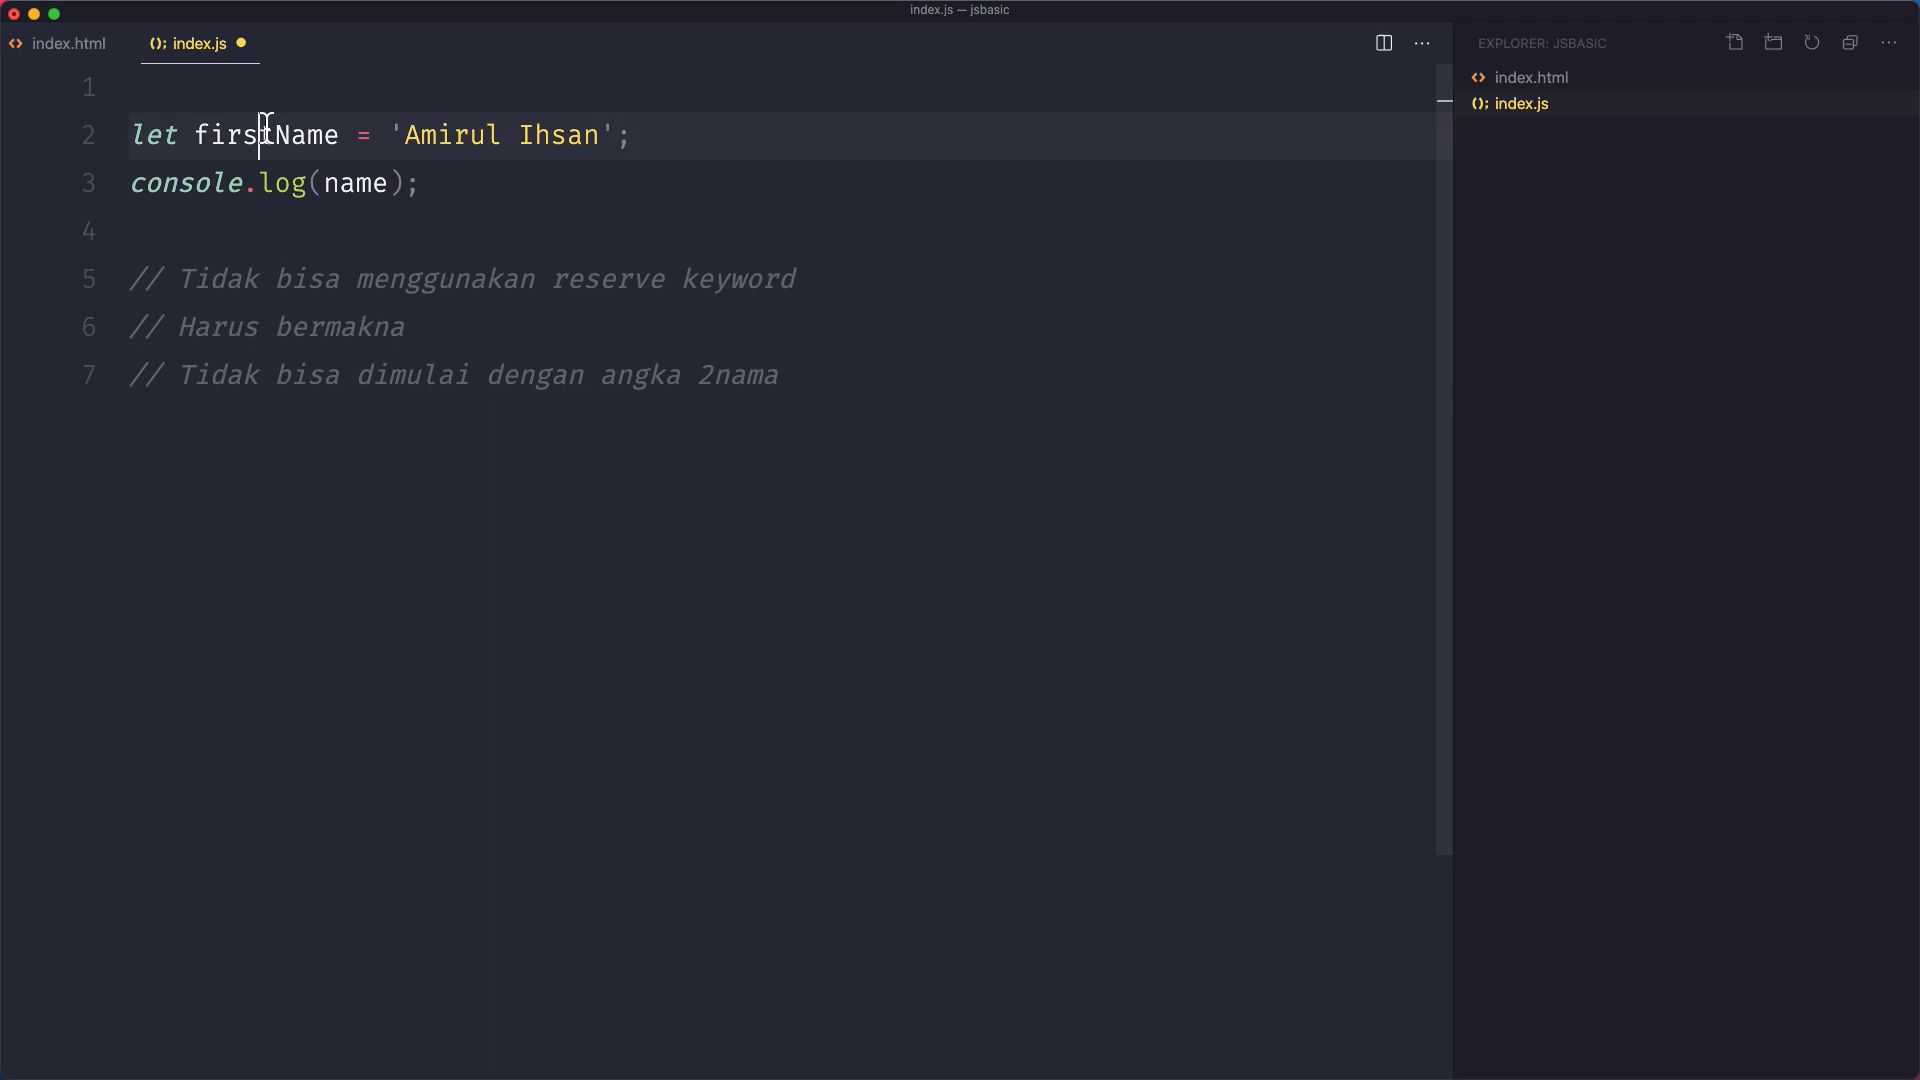 index.js — jsbasic
index.html
index.js
EXPLORER: JSBASIC
index.html
index.js
1
2 let firstName = 'Amirul Ihsan';
3 console.log(name);
4
5 // Tidak bisa menggunakan reserve keyword
6 // Harus bermakna
7 // Tidak bisa dimulai dengan angka 2nama